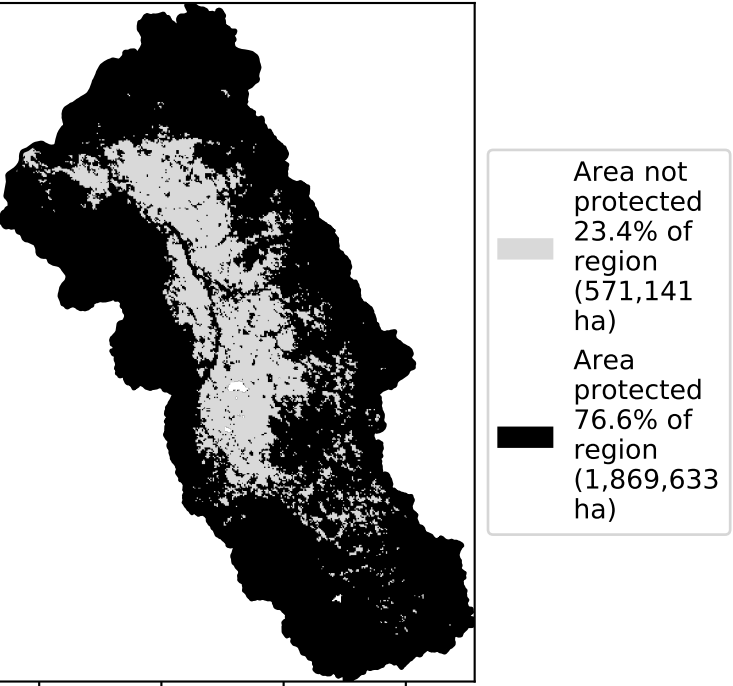 Area not
protected
23.4% of
region
(571,141
ha)
Area
protected
76.6% of
region
(1,869,633
ha)